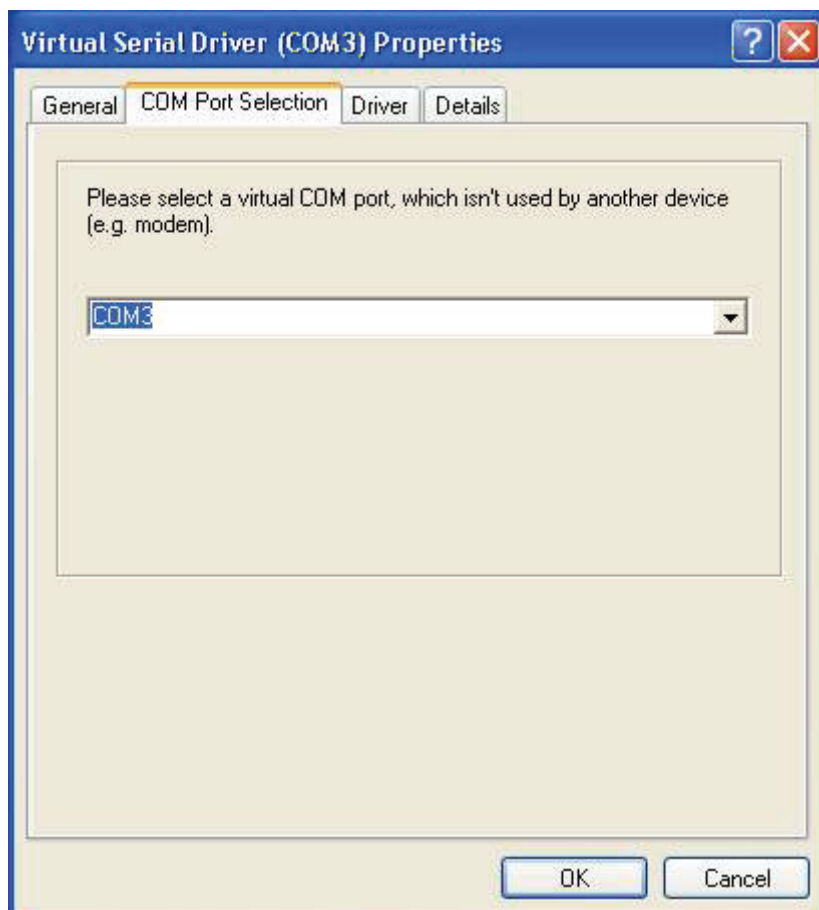 Virtual Serial Driver (COM3) Properties
General COM Port Selection Driver Details
Please select a virtual COM port, which isn't used by another device
(e.g. modem).
COM3
OK Cancel